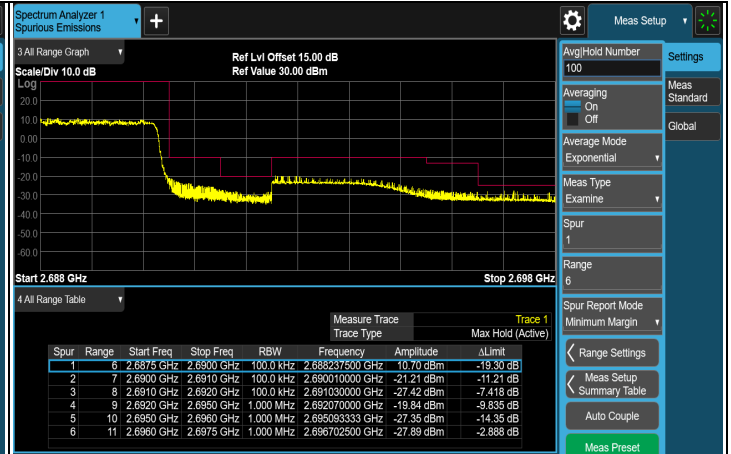 Spectrum Analyzer 1
Spurious Emissions
Meas Setup
3 All Range Graph
Ref Lvl Offset 15.00 dB
Scale/Div 10.0 dB
Ref Value 30.00 dBm
Log
20.0
10.0
0.00
-10.0
-20.0
-30.0
-40.0
-50.0
-60.0
Start 2.688 GHz
Stop 2.698 GHz
4 All Range Table
Measure Trace Trace 1
Trace Type Max Hold (Active)
Spur Range Start Freq Stop Freq RBW Frequency Amplitude ΔLimit
1 6 2.6875 GHz 2.6900 GHz 100.0 kHz 2.688237500 GHz 10.70 dBm -19.30 dB
2 7 2.6900 GHz 2.6910 GHz 100.0 kHz 2.690010000 GHz -21.21 dBm -11.21 dB
3 8 2.6910 GHz 2.6920 GHz 100.0 kHz 2.691030000 GHz -27.42 dBm -7.418 dB
4 9 2.6920 GHz 2.6950 GHz 1.000 MHz 2.692070000 GHz -19.84 dBm -9.835 dB
5 10 2.6950 GHz 2.6960 GHz 1.000 MHz 2.695093333 GHz -27.35 dBm -14.35 dB
6 11 2.6960 GHz 2.6975 GHz 1.000 MHz 2.696702500 GHz -27.89 dBm -2.888 dB
Avg|Hold Number
100
Averaging
On
Off
Average Mode
Exponential
Meas Type
Examine
Spur
1
Range
6
Spur Report Mode
Minimum Margin
Range Settings
Meas Setup
Summary Table
Auto Couple
Meas Preset
Settings
Meas
Standard
Global